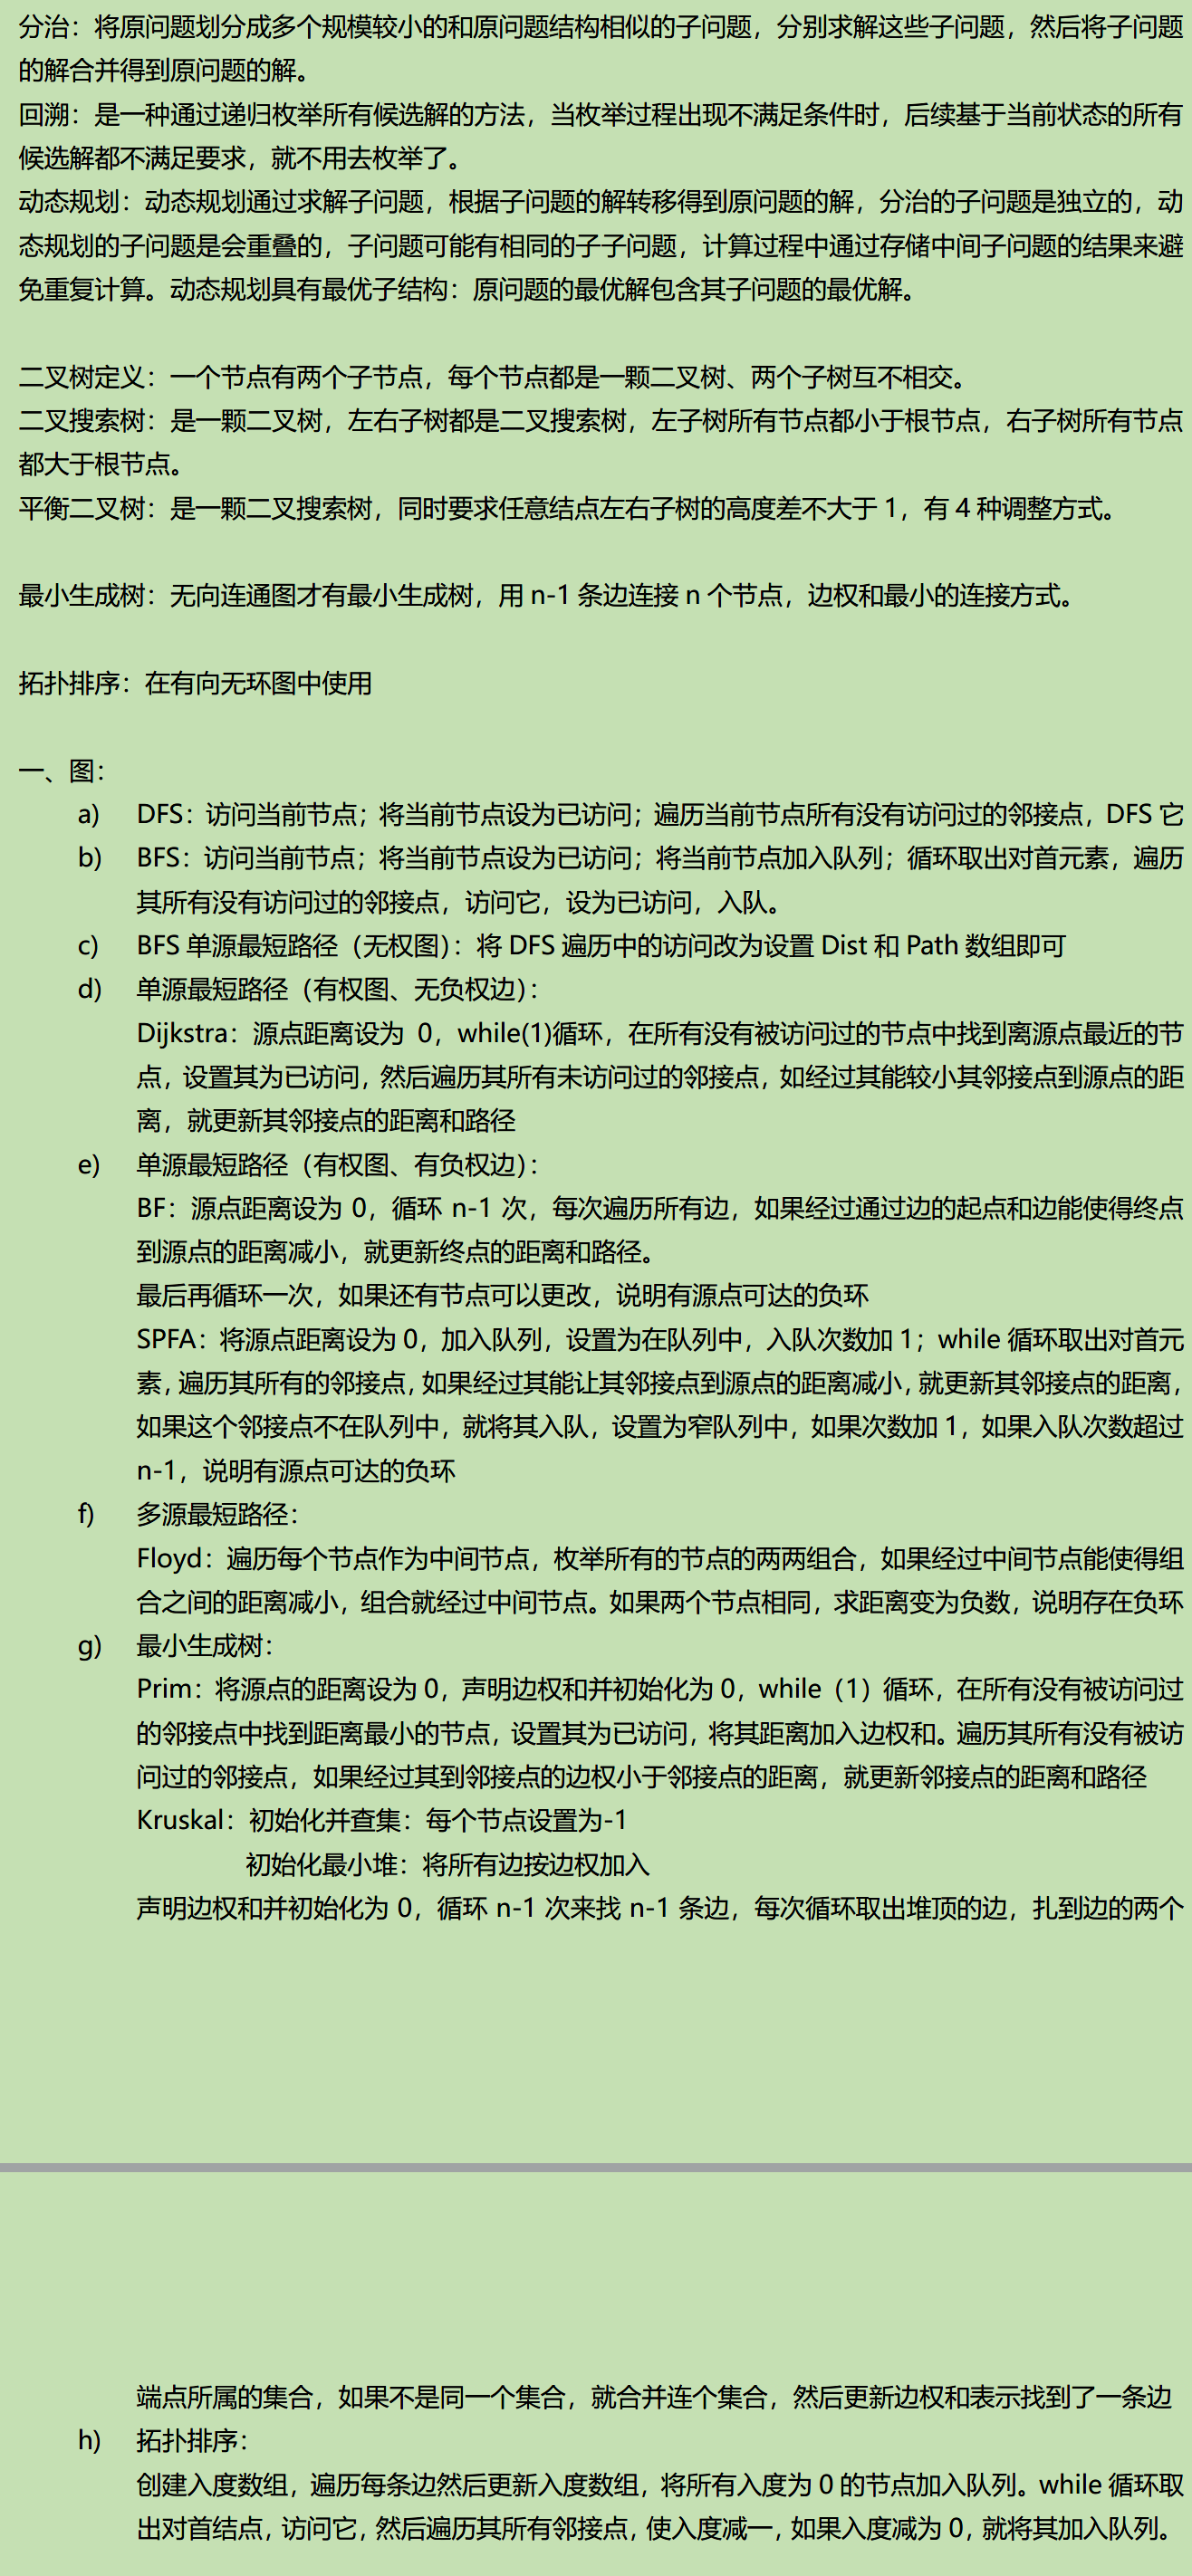 分治：将原问题划分成多个规模较小的和原问题结构相似的子问题，分别求解这些子问题，然后将子问题
的解合并得到原问题的解。
回溯：是一种通过递归枚举所有候选解的方法，当枚举过程出现不满足条件时，后续基于当前状态的所有
候选解都不满足要求，就不用去枚举了。
动态规划：动态规划通过求解子问题，根据子问题的解转移得到原问题的解，分治的子问题是独立的，动
态规划的子问题是会重叠的，子问题可能有相同的子子问题，计算过程中通过存储中间子问题的结果来避
免重复计算。动态规划具有最优子结构：原问题的最优解包含其子问题的最优解。
二叉树定义：一个节点有两个子节点，每个节点都是一颗二叉树、两个子树互不相交。
二叉搜索树：是一颗二叉树，左右子树都是二叉搜索树，左子树所有节点都小于根节点，右子树所有节点
都大于根节点。
平衡二叉树：是一颗二叉搜索树，同时要求任意结点左右子树的高度差不大于 1，有 4 种调整方式。
最小生成树：无向连通图才有最小生成树，用 n-1 条边连接 n 个节点，边权和最小的连接方式。
拓扑排序：在有向无环图中使用
一、图：
a) DFS：访问当前节点；将当前节点设为已访问；遍历当前节点所有没有访问过的邻接点，DFS 它
b) BFS：访问当前节点；将当前节点设为已访问；将当前节点加入队列；循环取出对首元素，遍历
其所有没有访问过的邻接点，访问它，设为已访问，入队。
c) BFS 单源最短路径（无权图）：将 DFS 遍历中的访问改为设置 Dist 和 Path 数组即可
d) 单源最短路径（有权图、无负权边）：
Dijkstra：源点距离设为 0，while(1)循环，在所有没有被访问过的节点中找到离源点最近的节
点，设置其为已访问，然后遍历其所有未访问过的邻接点，如经过其能较小其邻接点到源点的距
离，就更新其邻接点的距离和路径
e) 单源最短路径（有权图、有负权边）：
BF：源点距离设为 0，循环 n-1 次，每次遍历所有边，如果经过通过边的起点和边能使得终点
到源点的距离减小，就更新终点的距离和路径。
最后再循环一次，如果还有节点可以更改，说明有源点可达的负环
SPFA：将源点距离设为 0，加入队列，设置为在队列中，入队次数加 1；while 循环取出对首元
素，遍历其所有的邻接点，如果经过其能让其邻接点到源点的距离减小，就更新其邻接点的距离，
如果这个邻接点不在队列中，就将其入队，设置为窄队列中，如果次数加 1，如果入队次数超过
n-1，说明有源点可达的负环
f) 多源最短路径：
Floyd：遍历每个节点作为中间节点，枚举所有的节点的两两组合，如果经过中间节点能使得组
合之间的距离减小，组合就经过中间节点。如果两个节点相同，求距离变为负数，说明存在负环
g) 最小生成树：
Prim：将源点的距离设为 0，声明边权和并初始化为 0，while（1）循环，在所有没有被访问过
的邻接点中找到距离最小的节点，设置其为已访问，将其距离加入边权和。遍历其所有没有被访
问过的邻接点，如果经过其到邻接点的边权小于邻接点的距离，就更新邻接点的距离和路径
Kruskal：初始化并查集：每个节点设置为-1
初始化最小堆：将所有边按边权加入
声明边权和并初始化为 0，循环 n-1 次来找 n-1 条边，每次循环取出堆顶的边，扎到边的两个
端点所属的集合，如果不是同一个集合，就合并连个集合，然后更新边权和表示找到了一条边
h) 拓扑排序：
创建入度数组，遍历每条边然后更新入度数组，将所有入度为 0 的节点加入队列。while 循环取
出对首结点，访问它，然后遍历其所有邻接点，使入度减一，如果入度减为 0，就将其加入队列。